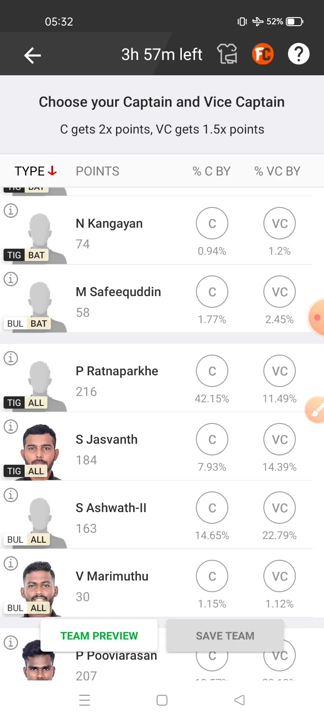 05:32
52%
3h 57m left
FC
?
Choose your Captain and Vice Captain
C gets 2x points, VC gets 1.5x points
TYPE POINTS % C BY % VC BY
TIG BAT
N Kangayan
74
C VC
0.94% 1.2%
TIG BAT
M Safeequddin
58
C VC
1.77% 2.45%
BUL BAT
P Ratnaparkhe
216
C VC
42.15% 11.49%
TIG ALL
S Jasvanth
184
C VC
7.93% 14.39%
TIG ALL
S Ashwath-II
163
C VC
14.65% 22.79%
BUL ALL
V Marimuthu
30
C VC
1.15% 1.12%
BUL ALL
TEAM PREVIEW SAVE TEAM
P Pooviarasan
207
C VC